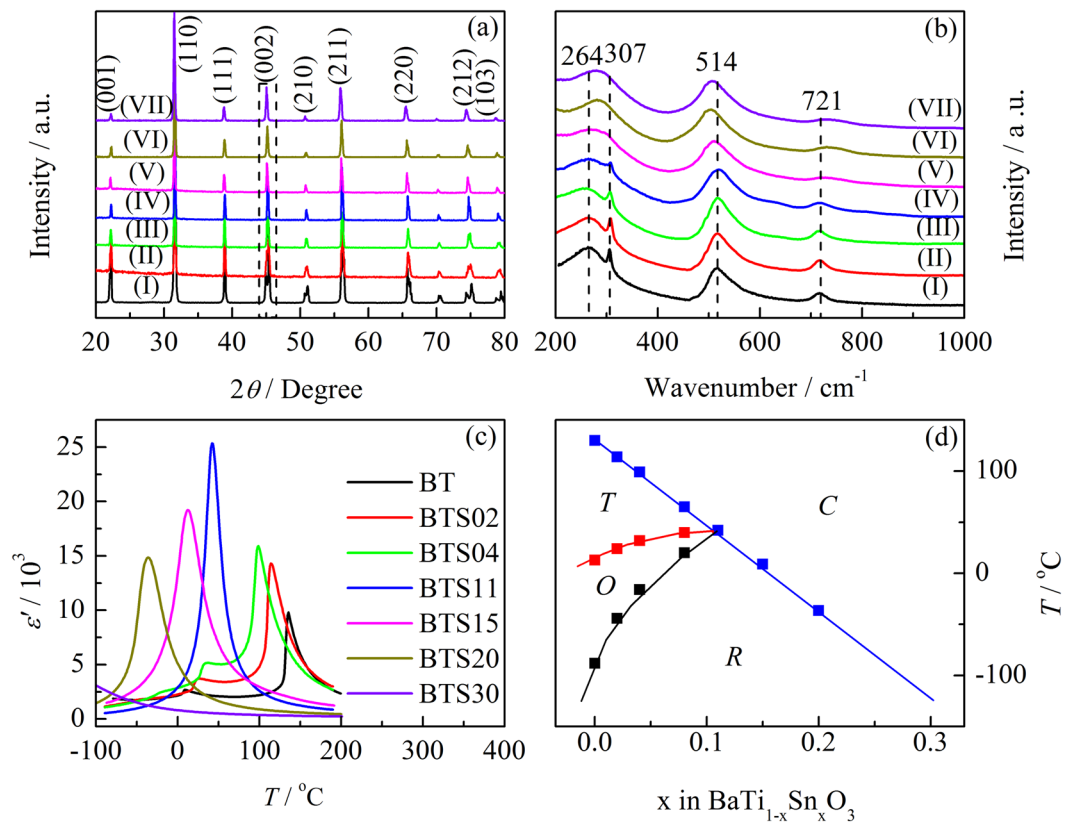 (a)
(001)
(110)
(111)
(002)
(210)
(211)
(220)
(212)
(103)
(VII)
(VI)
(V)
(IV)
(III)
(II)
(I)
Intensity / a.u.
20 30 40 50 60 70 80
2θ / Degree
(b)
264 307 514 721
(VII)
(VI)
(V)
(IV)
(III)
(II)
(I)
Intensity / a u.
200 400 600 800 1000
Wavenumber / cm⁻¹
(c)
25
20
15
10
5
0
ε′ / 10³
BT
BTS02
BTS04
BTS11
BTS15
BTS20
BTS30
-100 0 100 200 300 400
T / °C
(d)
T
C
O
R
100
0
-100
T / °C
0.0 0.1 0.2 0.3
x in BaTi₁₋ₓSnₓO₃